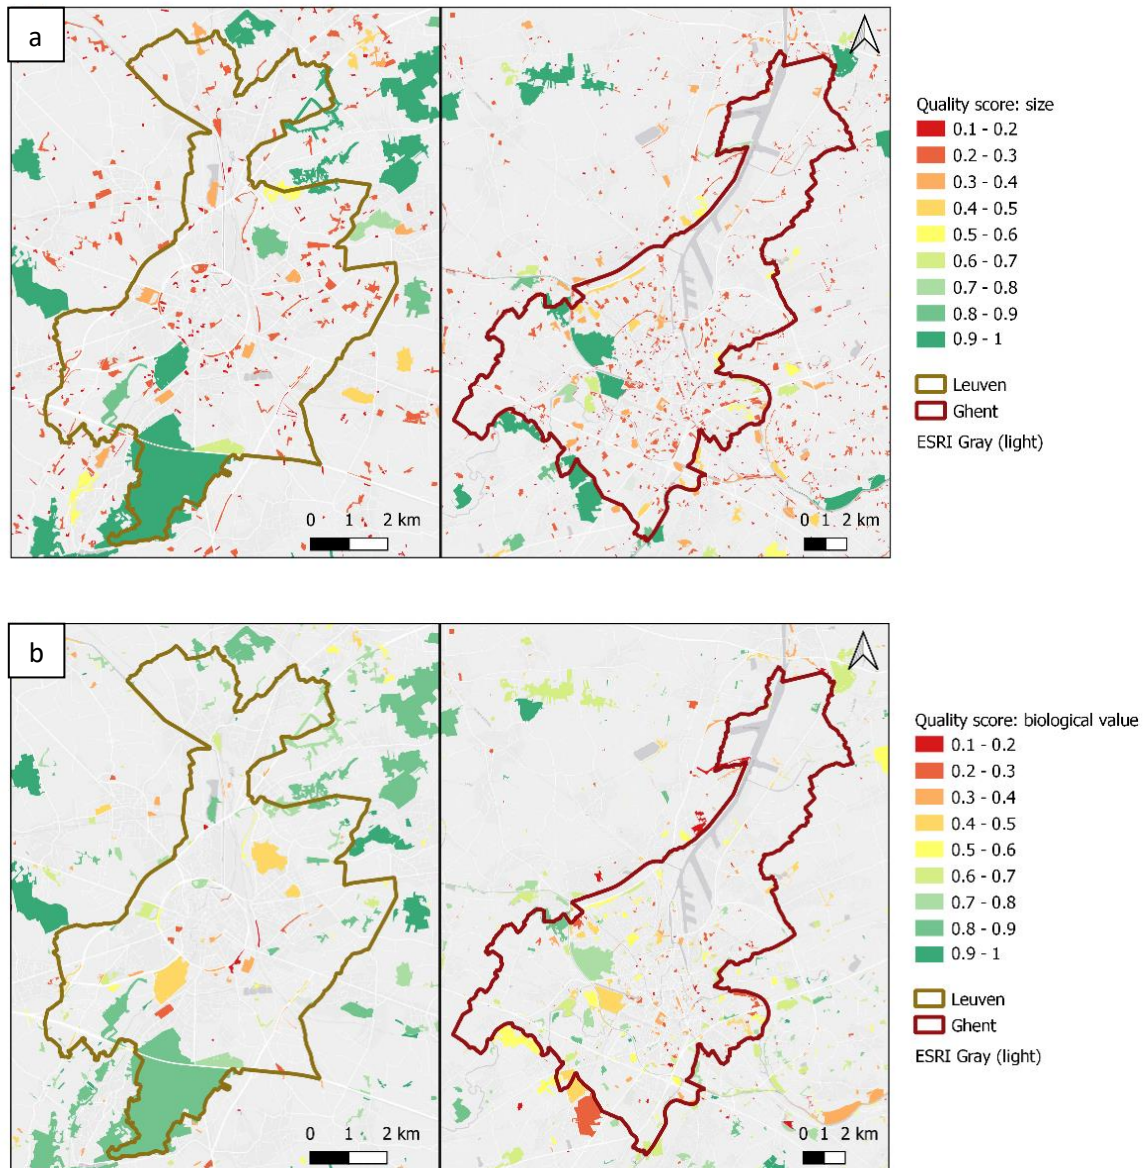 a
Quality score: size
0.1 - 0.2
0.2 - 0.3
0.3 - 0.4
0.4 - 0.5
0.5 - 0.6
0.6 - 0.7
0.7 - 0.8
0.8 - 0.9
0.9 - 1
Leuven
Ghent
ESRI Gray (light)
0 1 2 km
0 1 2 km
b
Quality score: biological value
0.1 - 0.2
0.2 - 0.3
0.3 - 0.4
0.4 - 0.5
0.5 - 0.6
0.6 - 0.7
0.7 - 0.8
0.8 - 0.9
0.9 - 1
Leuven
Ghent
ESRI Gray (light)
0 1 2 km
0 1 2 km